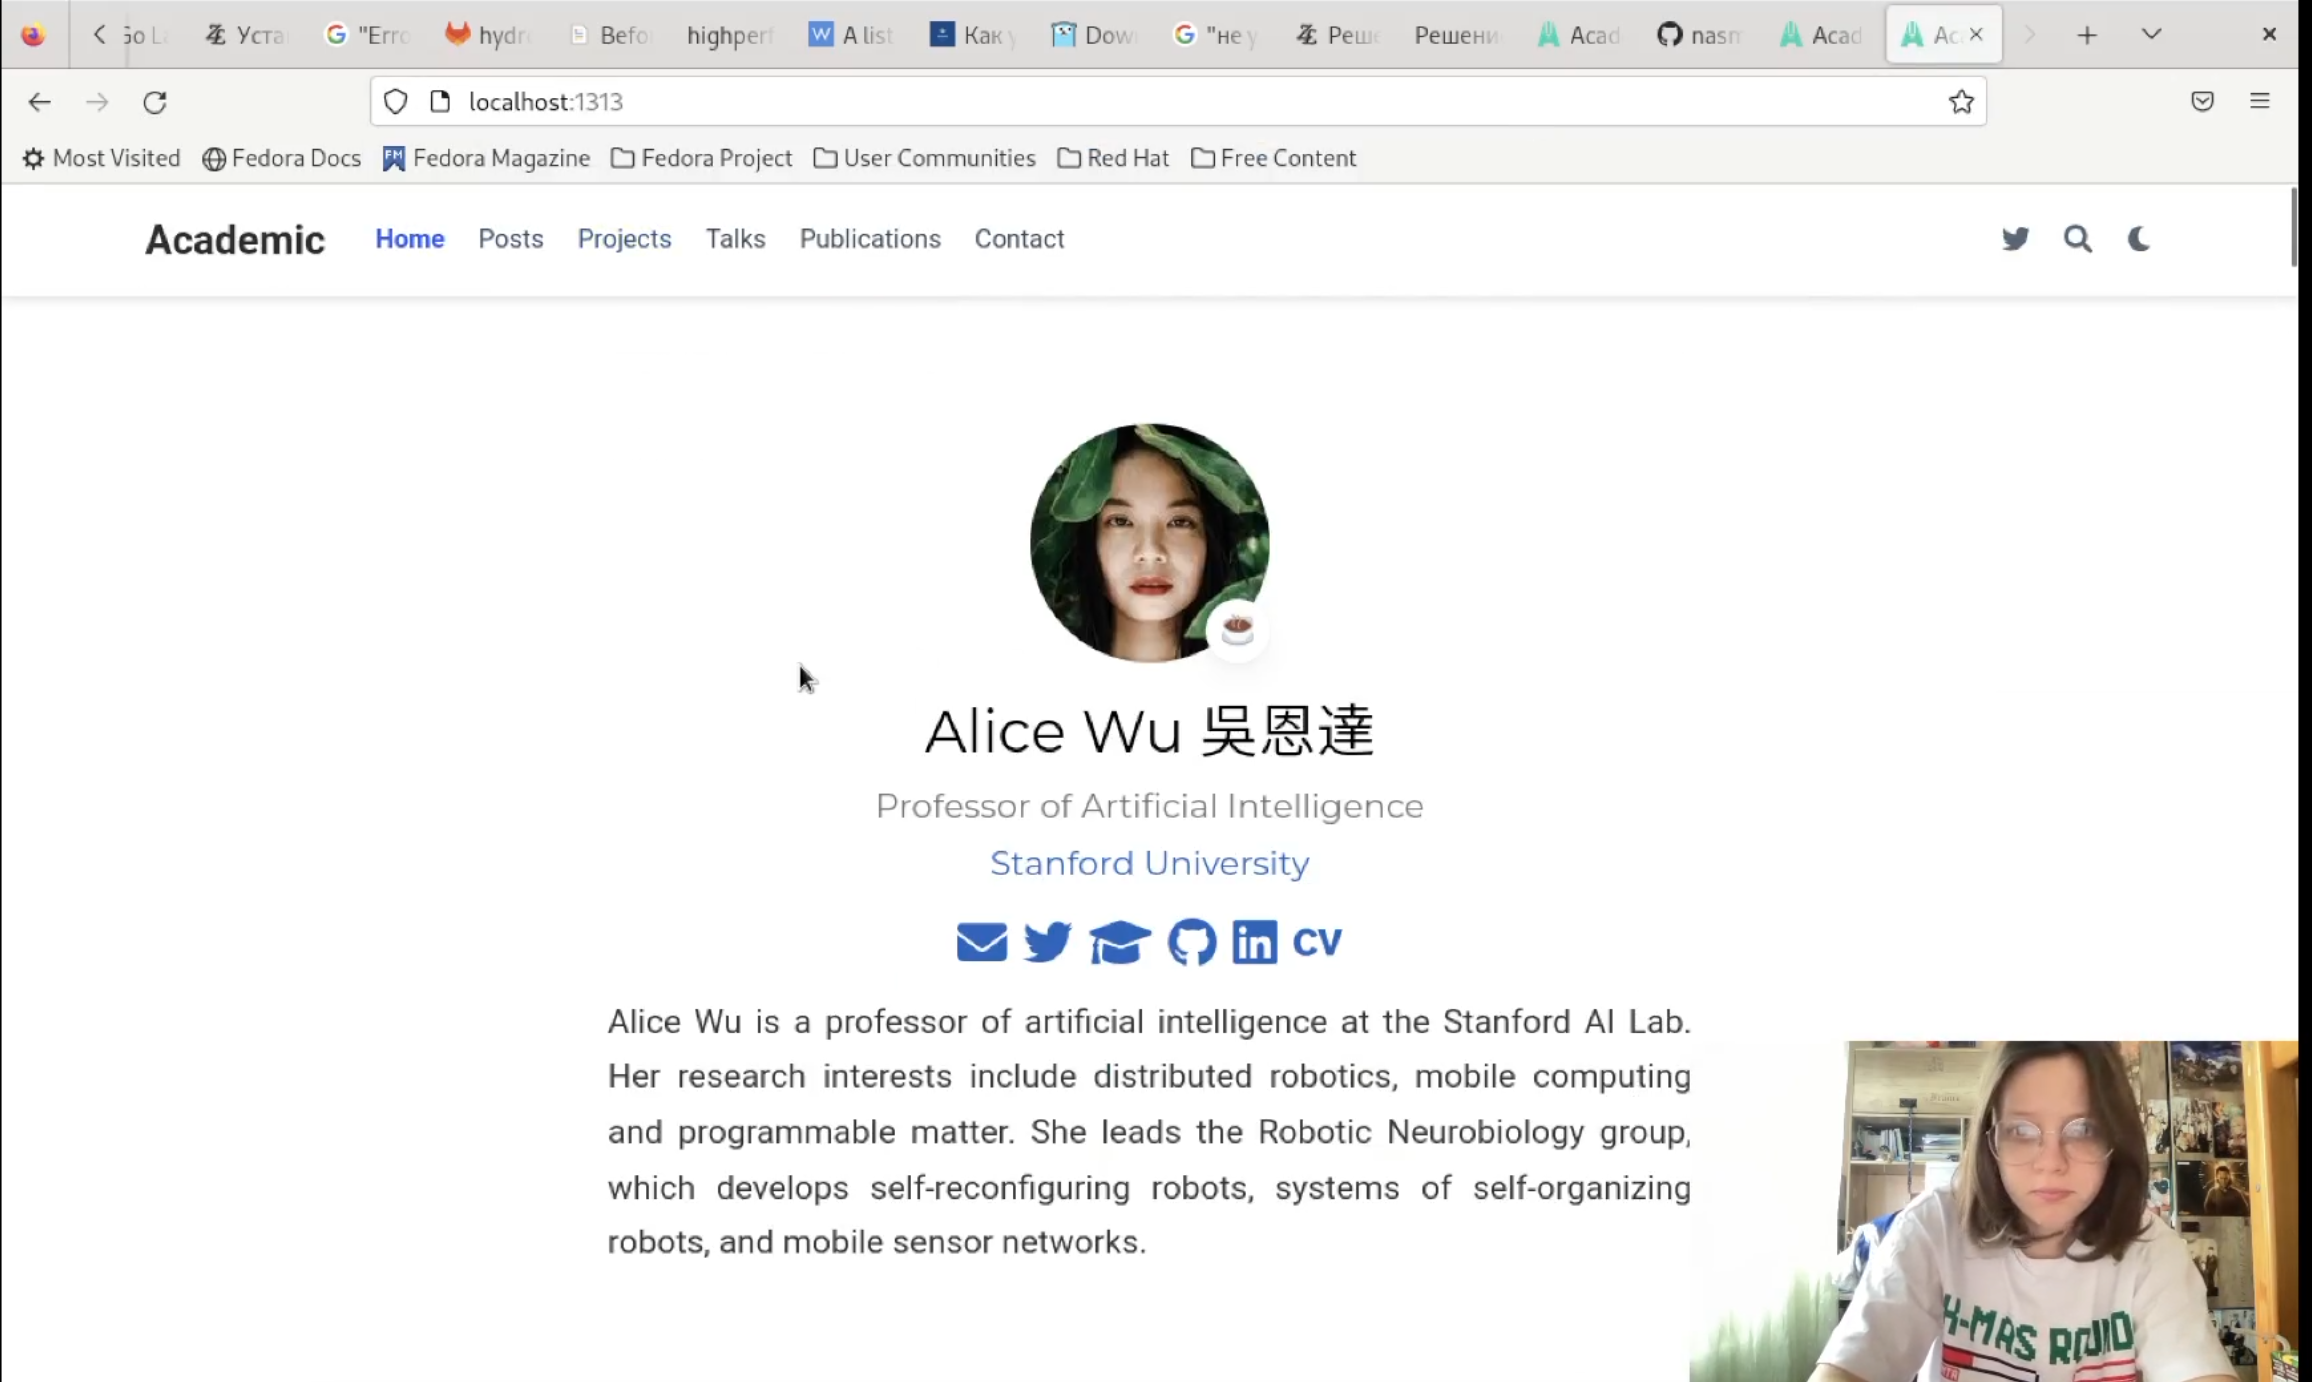 Уста
"Erro
hydr
Befo
highperf
A list
Как у
Dow
"не у
Реше
Решени
Acad
nasm
Acad
Ac
localhost:1313
Most Visited
Fedora Docs
Fedora Magazine
Fedora Project
User Communities
Red Hat
Free Content
Academic
Home
Posts
Projects
Talks
Publications
Contact
Alice Wu 吳恩達
Professor of Artificial Intelligence
Stanford University
CV
Alice Wu is a professor of artificial intelligence at the Stanford AI Lab.
Her research interests include distributed robotics, mobile computing
and programmable matter. She leads the Robotic Neurobiology group,
which develops self-reconfiguring robots, systems of self-organizing
robots, and mobile sensor networks.
X-MAS ROUND